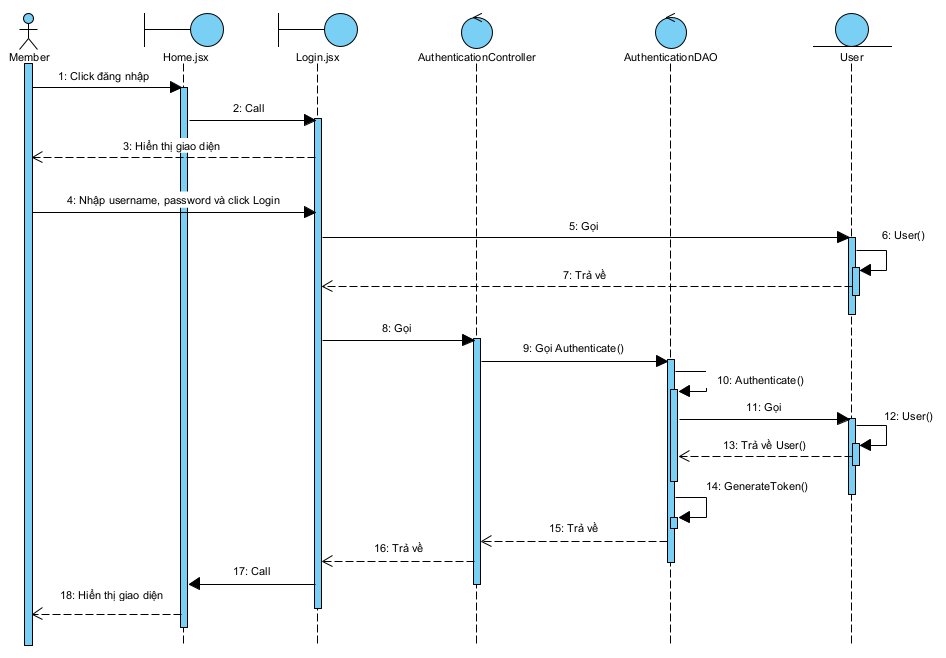 Member
Home.jsx
Login.jsx
AuthenticationController
AuthenticationDAO
User
1: Click đăng nhập
2: Call
3: Hiển thị giao diện
4: Nhập username, password và click Login
5: Gọi
6: User()
7: Trả về
8: Gọi
9: Gọi Authenticate()
10: Authenticate()
11: Gọi
12: User()
13: Trả về User()
14: GenerateToken()
15: Trả về
16: Trả về
17: Call
18: Hiển thị giao diện